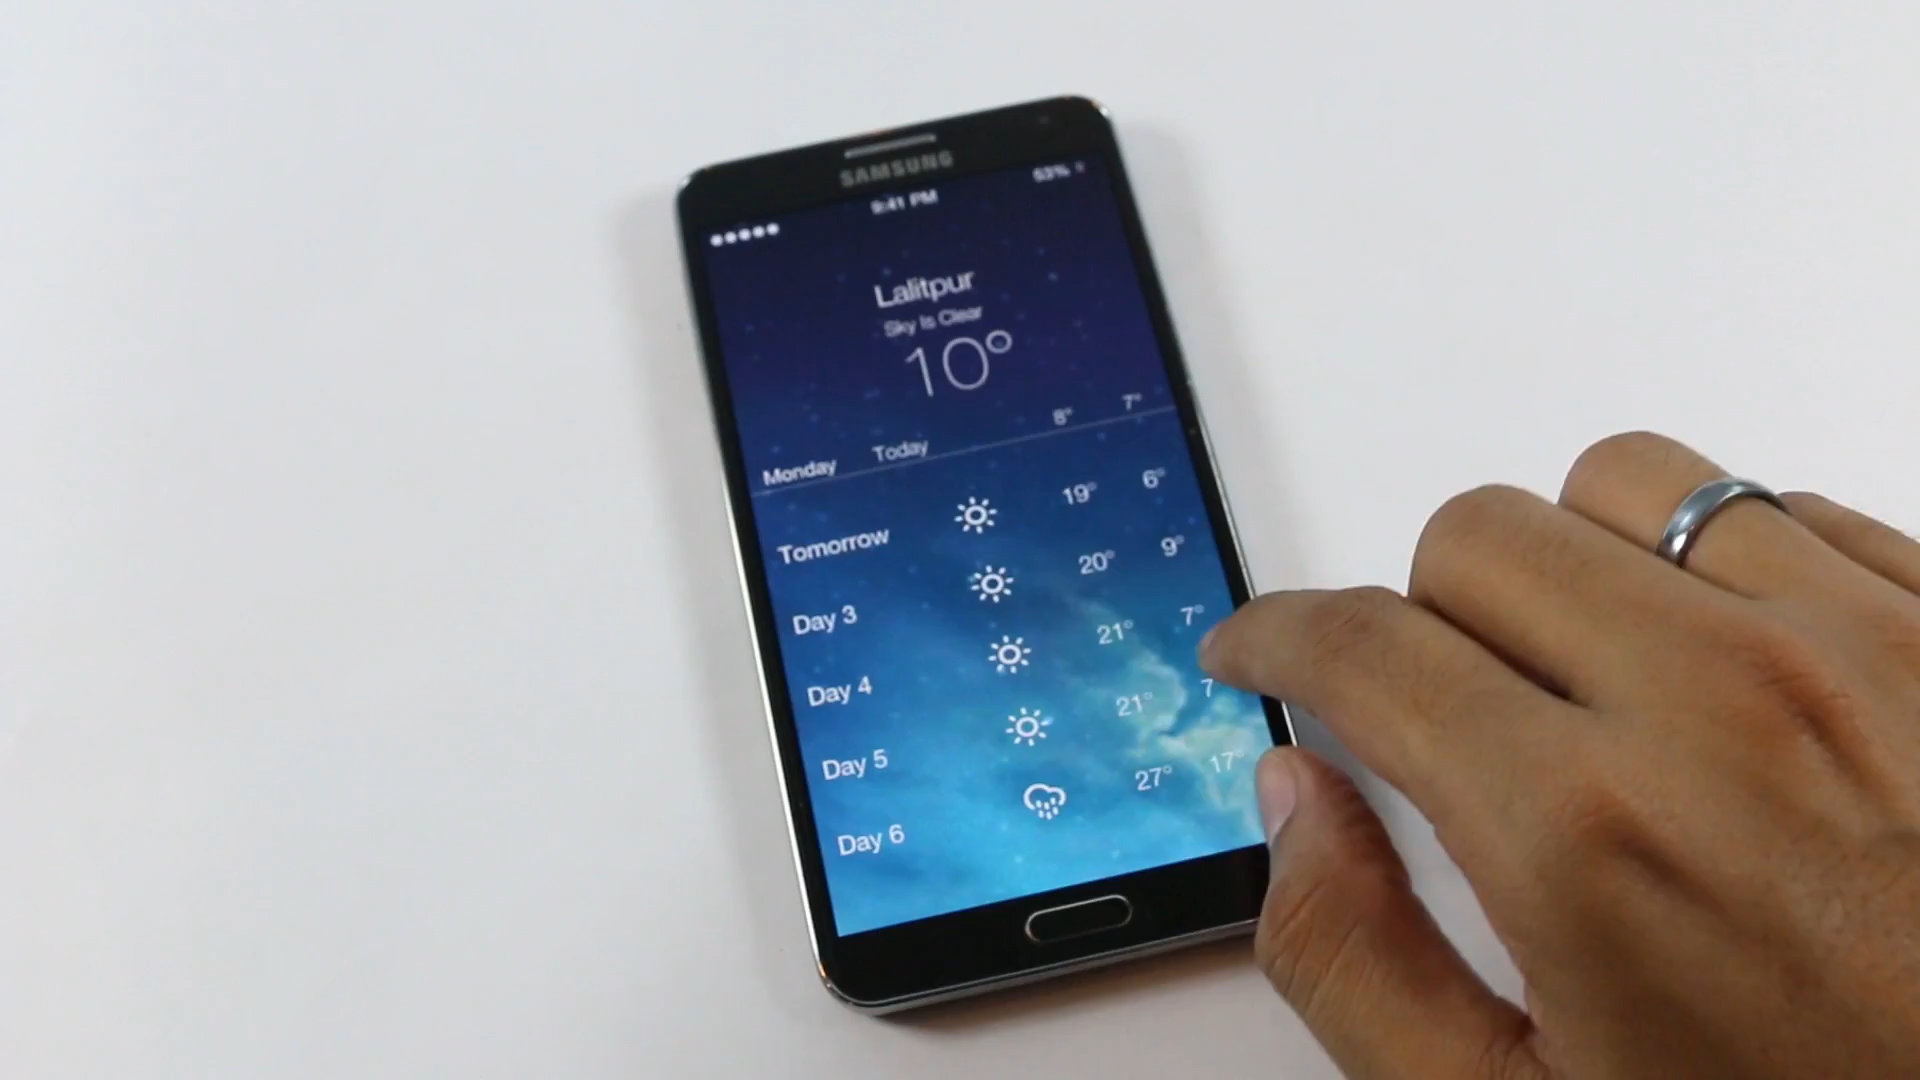 SAMSUNG
9:41 PM 53%
Lalitpur
Sky Is Clear
10°
Monday Today 8° 7°
Tomorrow 19° 6°
Day 3 20° 9°
Day 4 21° 7°
Day 5 21° 7
Day 6 27° 17°